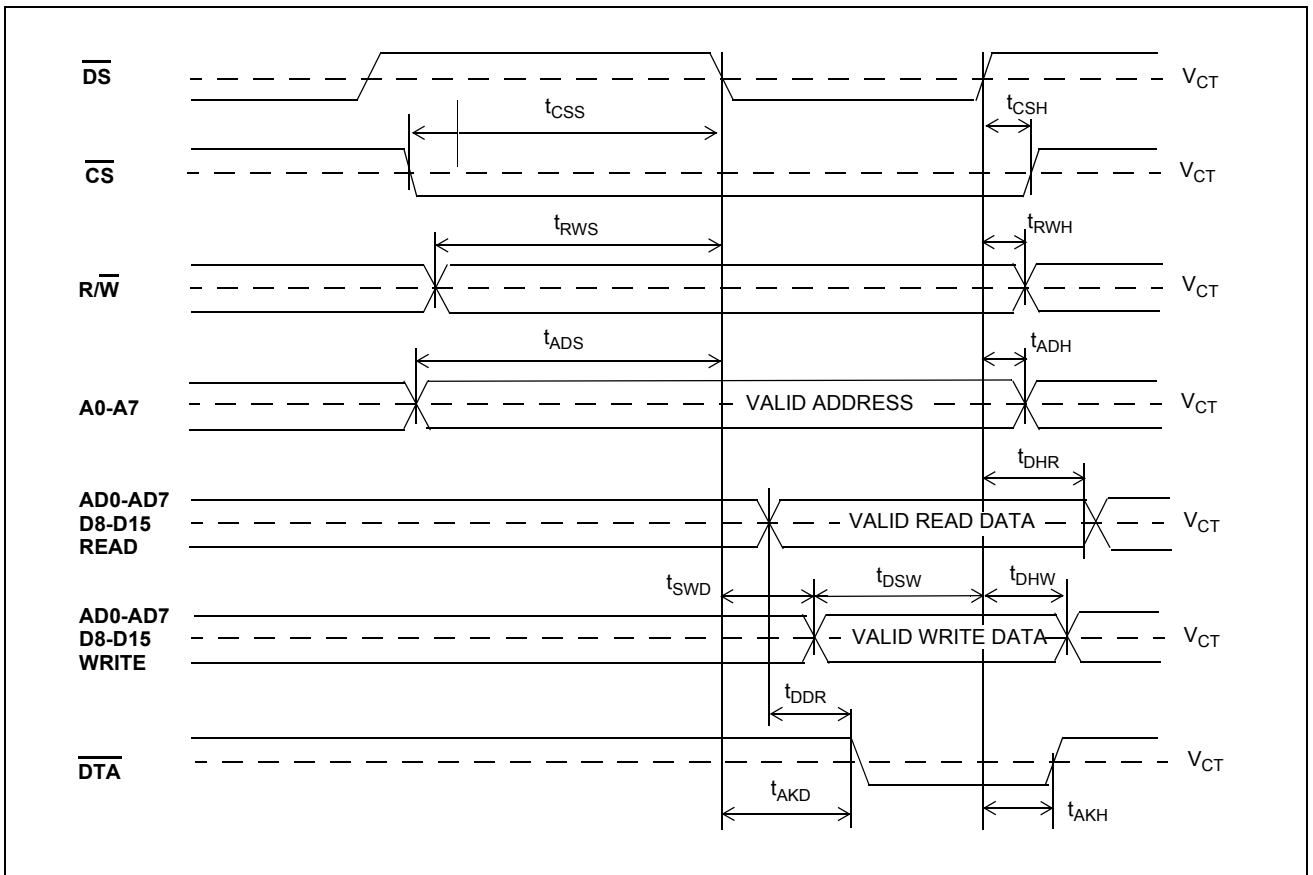 DS
VCT
tCSS
tCSH
CS
VCT
tRWS
tRWH
R/W
VCT
tADS
tADH
A0-A7
VALID ADDRESS
VCT
tDHR
AD0-AD7
D8-D15
READ
VALID READ DATA
VCT
tSWD
tDSW
tDHW
AD0-AD7
D8-D15
WRITE
VALID WRITE DATA
VCT
tDDR
DTA
VCT
tAKD
tAKH